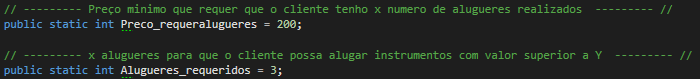 // --------- Preço minimo que requer que o cliente tenho x numero de alugueres realizados --------- //
public static int Preco_requeralugueres = 200;
// --------- x alugueres para que o cliente possa alugar instrumentos com valor superior a Y --------- //
public static int Alugueres_requeridos = 3;